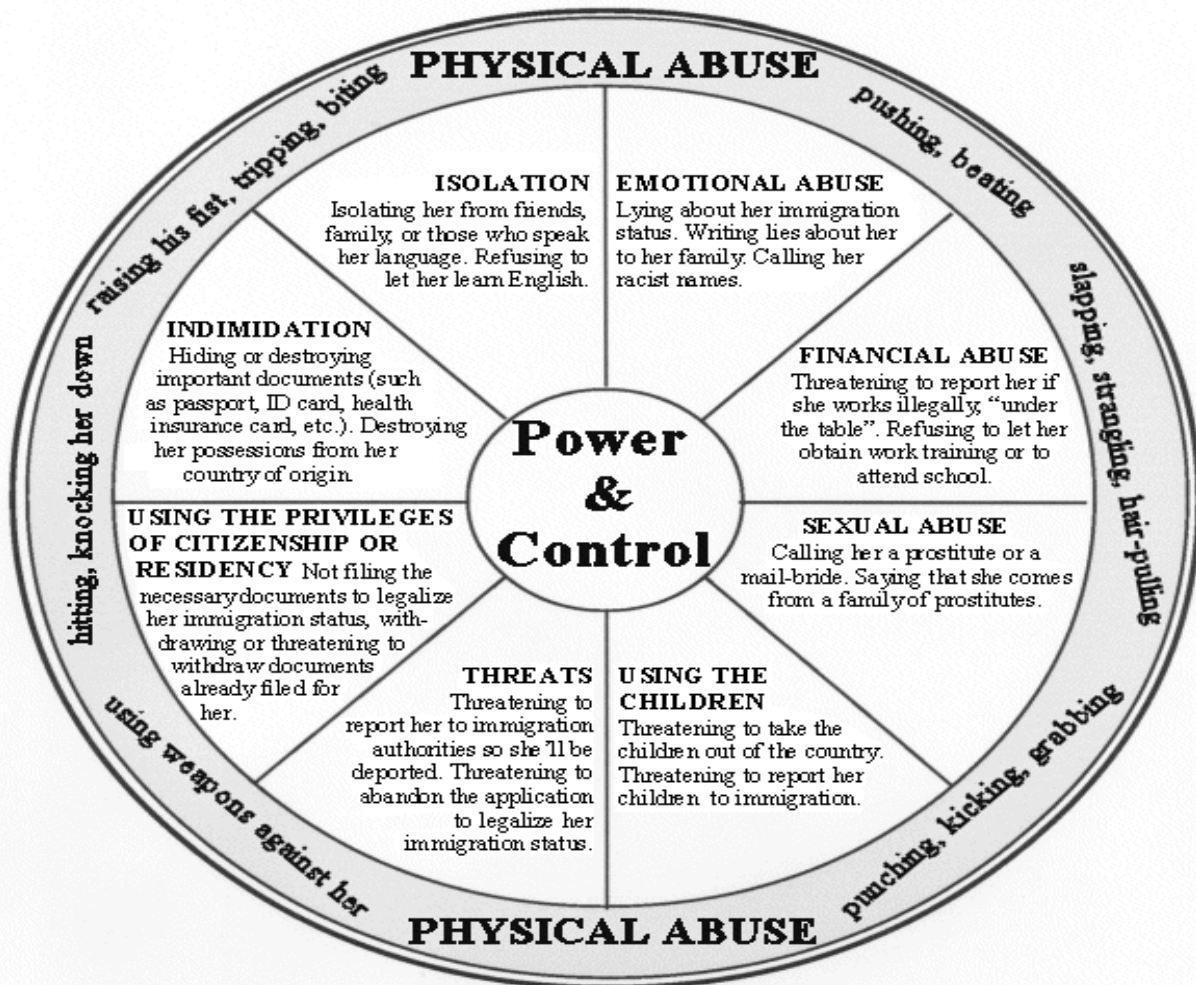 PHYSICAL ABUSE
pushing, beating
slapping, strangling, hair-pulling
punching, kicking, grabbing
PHYSICAL ABUSE
using weapons against her
hitting, knocking her down
raising his fist, tripping, biting
ISOLATION
Isolating her from friends,
family, or those who speak
her language. Refusing to
let her learn English.
EMOTIONAL ABUSE
Lying about her immigration
status. Writing lies about her
to her family. Calling her
racist names.
FINANCIAL ABUSE
Threatening to report her if
she works illegally, “under
the table”. Refusing to let her
obtain work training or to
attend school.
SEXUAL ABUSE
Calling her a prostitute or a
mail-bride. Saying that she comes
from a family of prostitutes.
USING THE
CHILDREN
Threatening to take the
children out of the country.
Threatening to report her
children to immigration.
THREATS
Threatening to
report her to immigration
authorities so she’ll be
deported. Threatening to
abandon the application
to legalize her
immigration status.
USING THE PRIVILEGES
OF CITIZENSHIP OR
RESIDENCY Not filing the
necessary documents to legalize
her immigration status, with-
drawing or threatening to
withdraw documents
already filed for
her.
INDIMIDATION
Hiding or destroying
important documents (such
as passport, ID card, health
insurance card, etc.). Destroying
her possessions from her
country of origin.
Power
&
Control